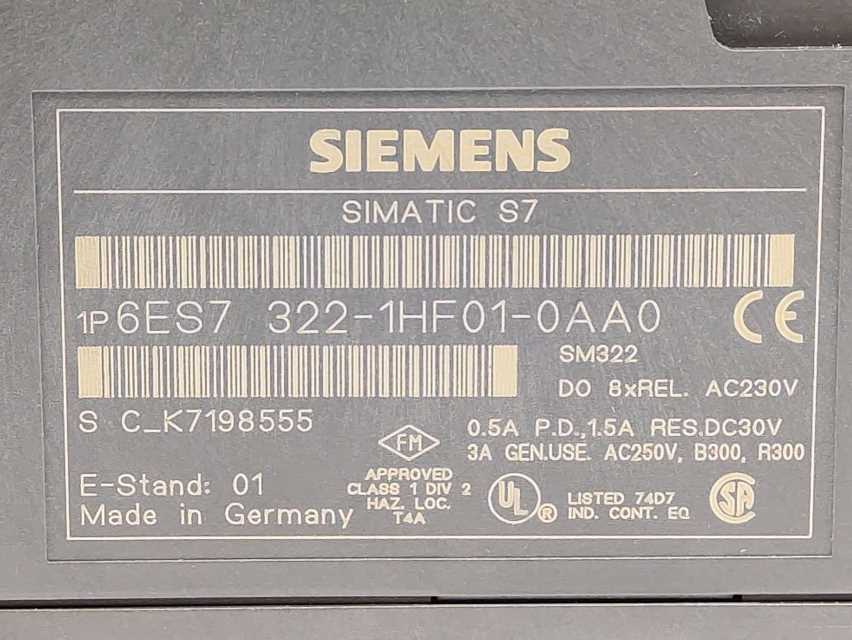 SIEMENS
SIMATIC S7
1P 6ES7 322-1HF01-0AA0
CE
SM322
DO 8xREL. AC230V
S C_K7198555
0.5A P.D.,1.5A RES.DC30V
3A GEN.USE. AC250V, B300, R300
FM
APPROVED
CLASS 1 DIV 2
HAZ. LOC.
T4A
E-Stand: 01
Made in Germany
UL ®
LISTED 74D7
IND. CONT. EQ
SA